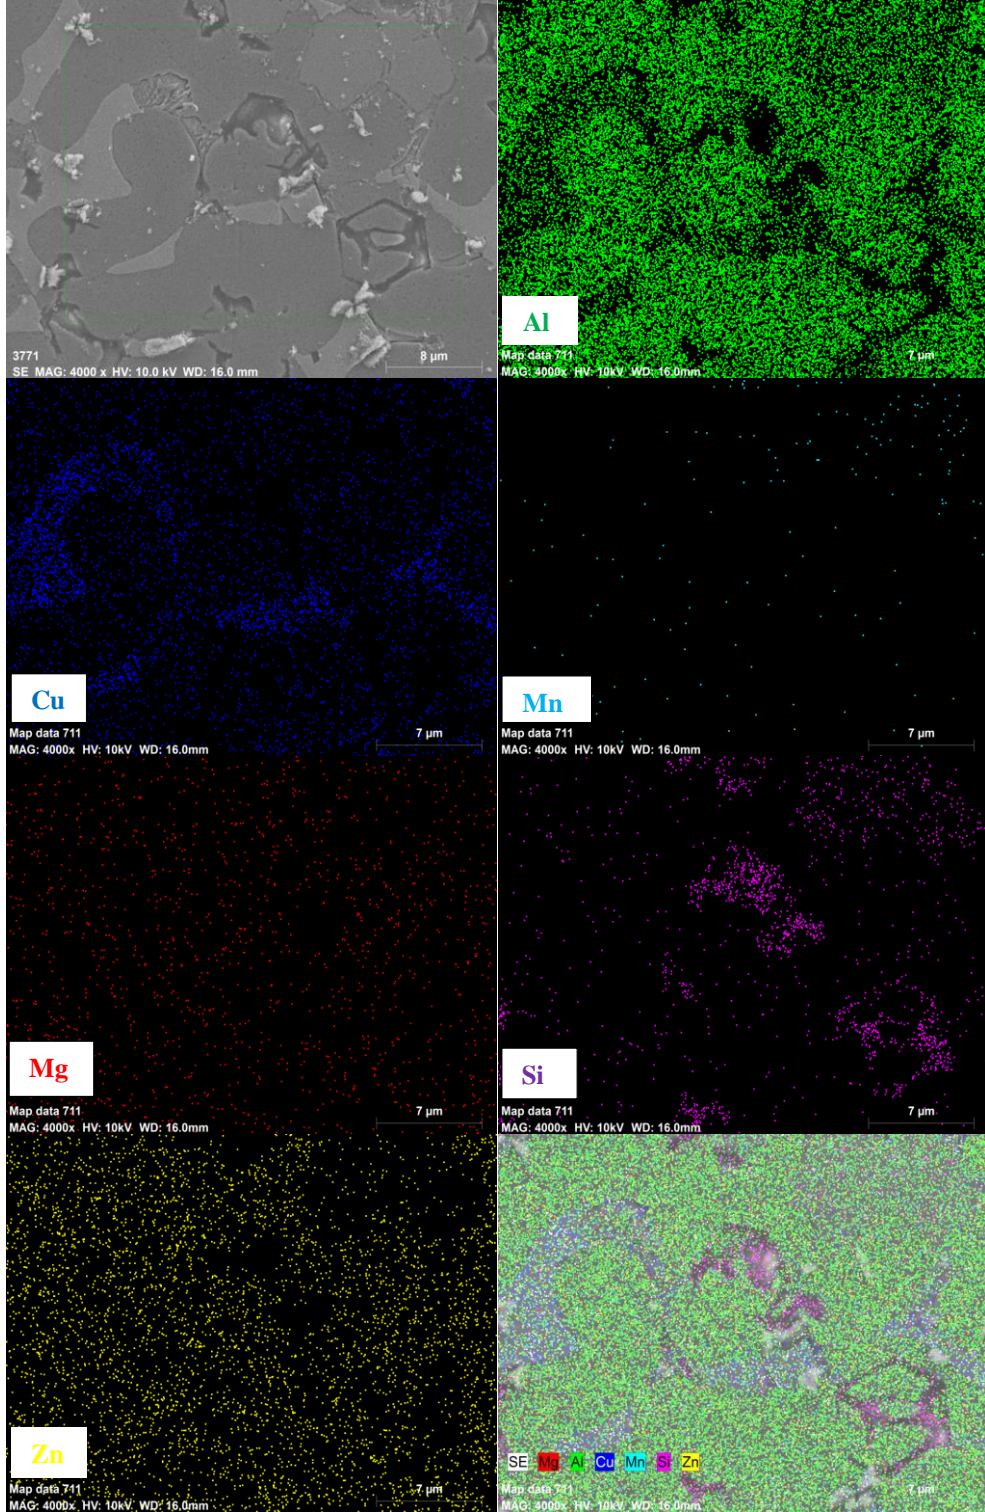 3771
8 µm
SE MAG: 4000 x HV: 10.0 kV WD: 16.0 mm
Al
Map data 711
7 µm
MAG: 4000x HV: 10kV WD: 16.0mm
Cu
Map data 711
7 µm
MAG: 4000x HV: 10kV WD: 16.0mm
Mn
Map data 711
7 µm
MAG: 4000x HV: 10kV WD: 16.0mm
Mg
Map data 711
7 µm
MAG: 4000x HV: 10kV WD: 16.0mm
Si
Map data 711
7 µm
MAG: 4000x HV: 10kV WD: 16.0mm
Zn
Map data 711
7 µm
MAG: 4000x HV: 10kV WD: 16.0mm
SE Mg Al Cu Mn Si Zn
Map data 711
7 µm
MAG: 4000x HV: 10kV WD: 16.0mm